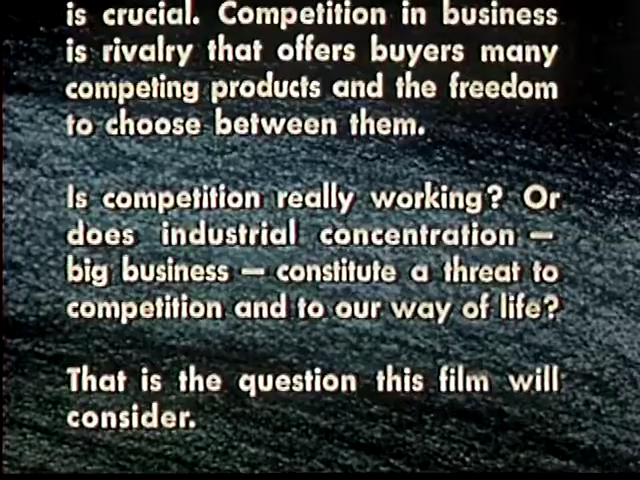 is crucial. Competition in business
is rivalry that offers buyers many
competing products and the freedom
to choose between them.
Is competition really working? Or
does industrial concentration —
big business — constitute a threat to
competition and to our way of life?
That is the question this film will
consider.